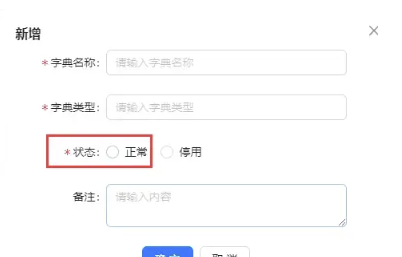 新增
*字典名称: 请输入字典名称
*字典类型: 请输入字典类型
*状态: 正常 停用
备注: 请输入内容
确定 取消